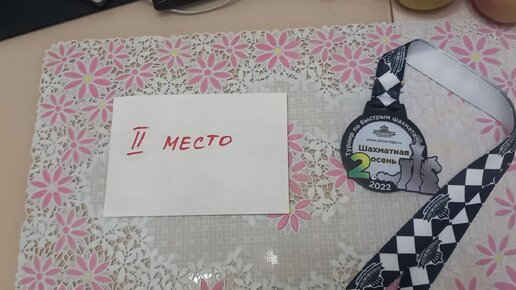 II МЕСТО
Турнир по быстрым шахматам
Шахматная
осень
2
2022